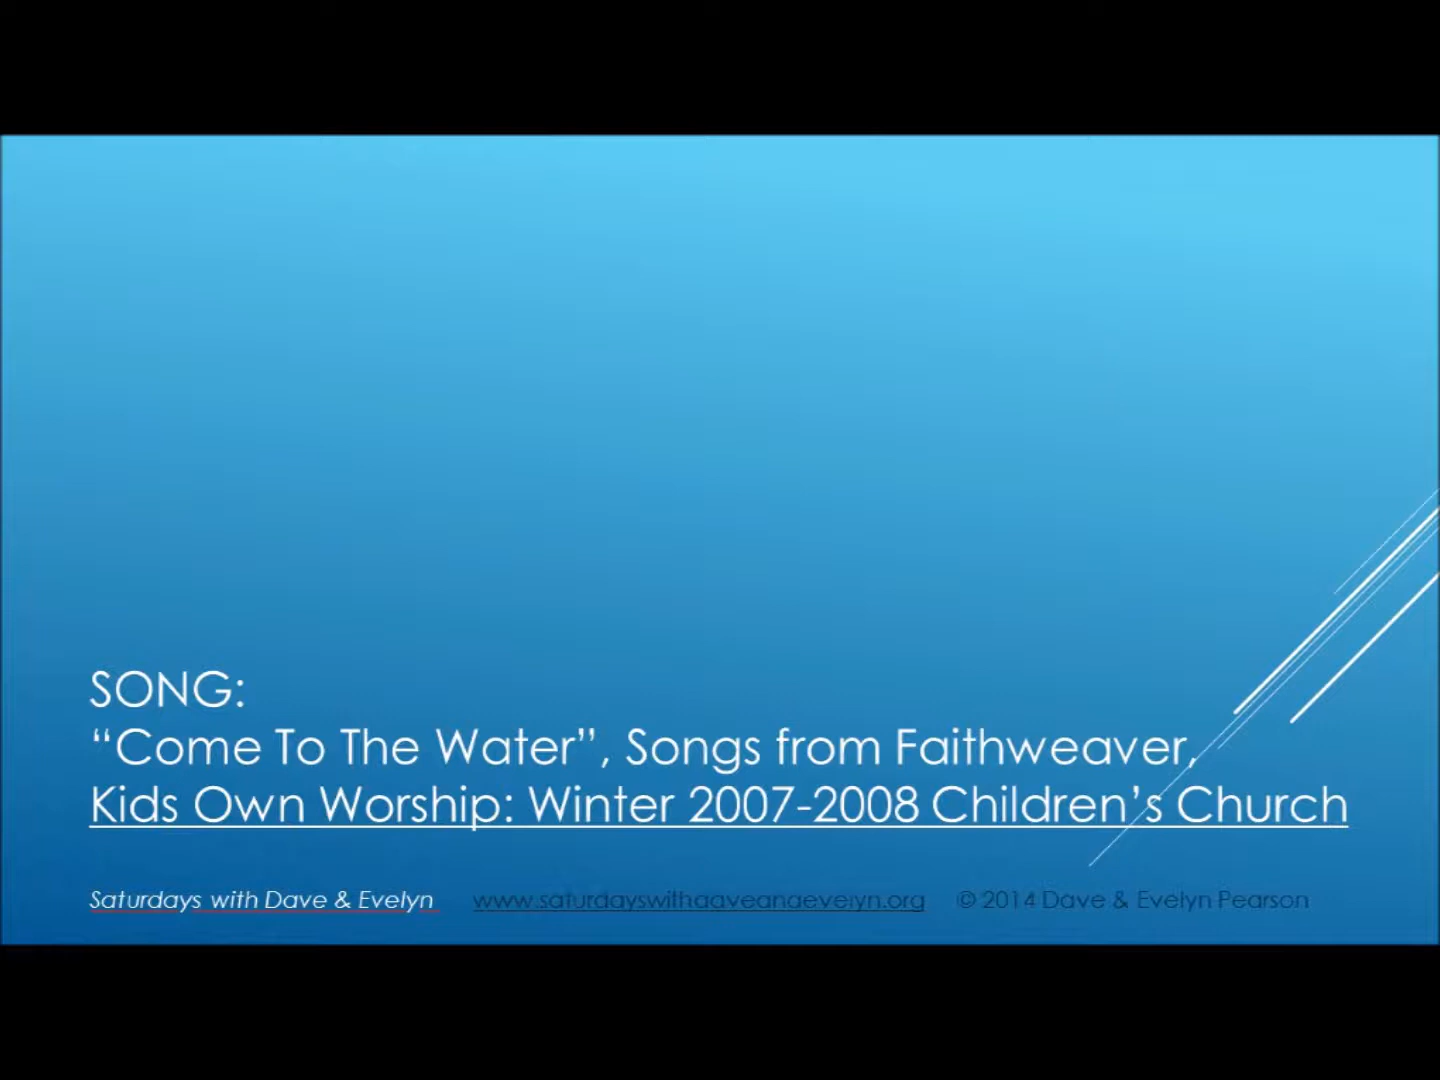 SONG:
“Come To The Water”, Songs from Faithweaver,
Kids Own Worship: Winter 2007-2008 Children’s Church
Saturdays with Dave & Evelyn www.saturdayswithdaveandevelyn.org © 2014 Dave & Evelyn Pearson